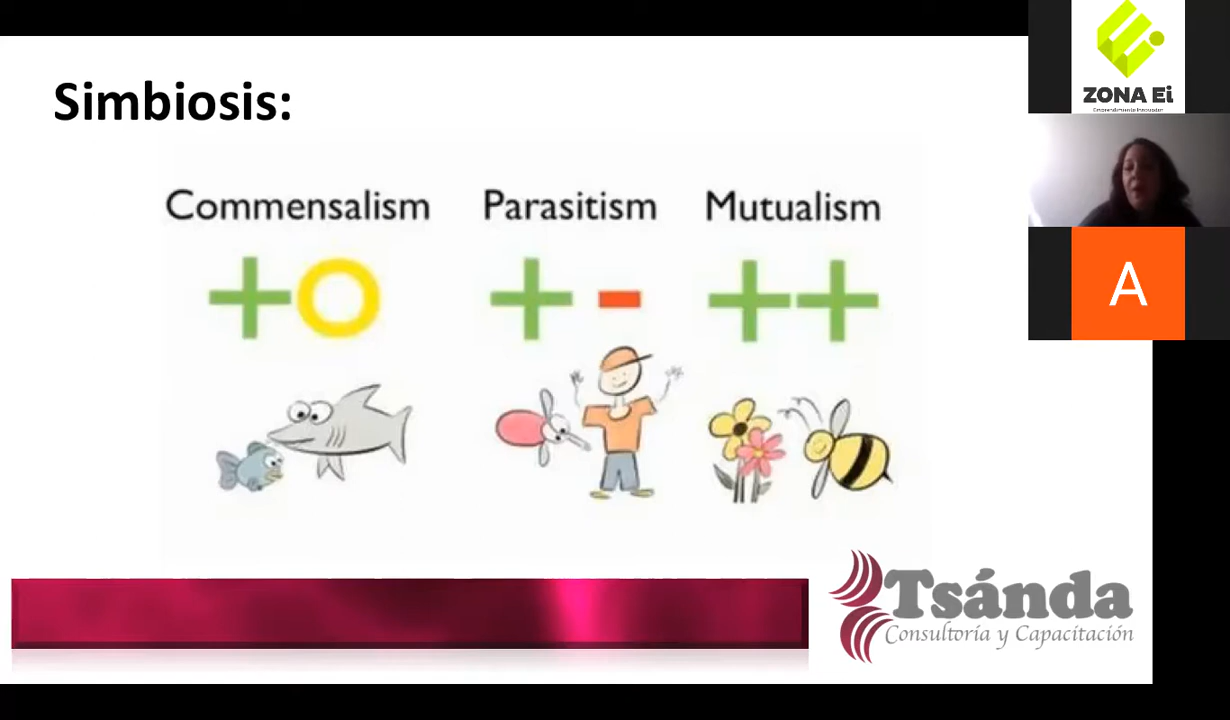 Simbiosis:
Commensalism Parasitism Mutualism
Tsánda
Consultoría y Capacitación
ZONA Ei
A